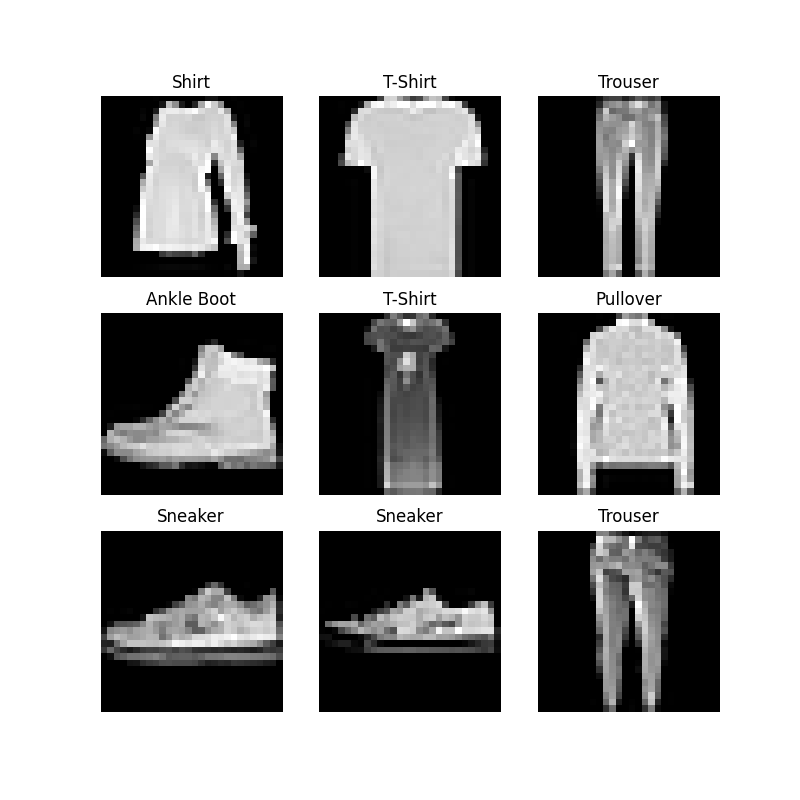 Shirt
T-Shirt
Trouser
Ankle Boot
T-Shirt
Pullover
Sneaker
Sneaker
Trouser